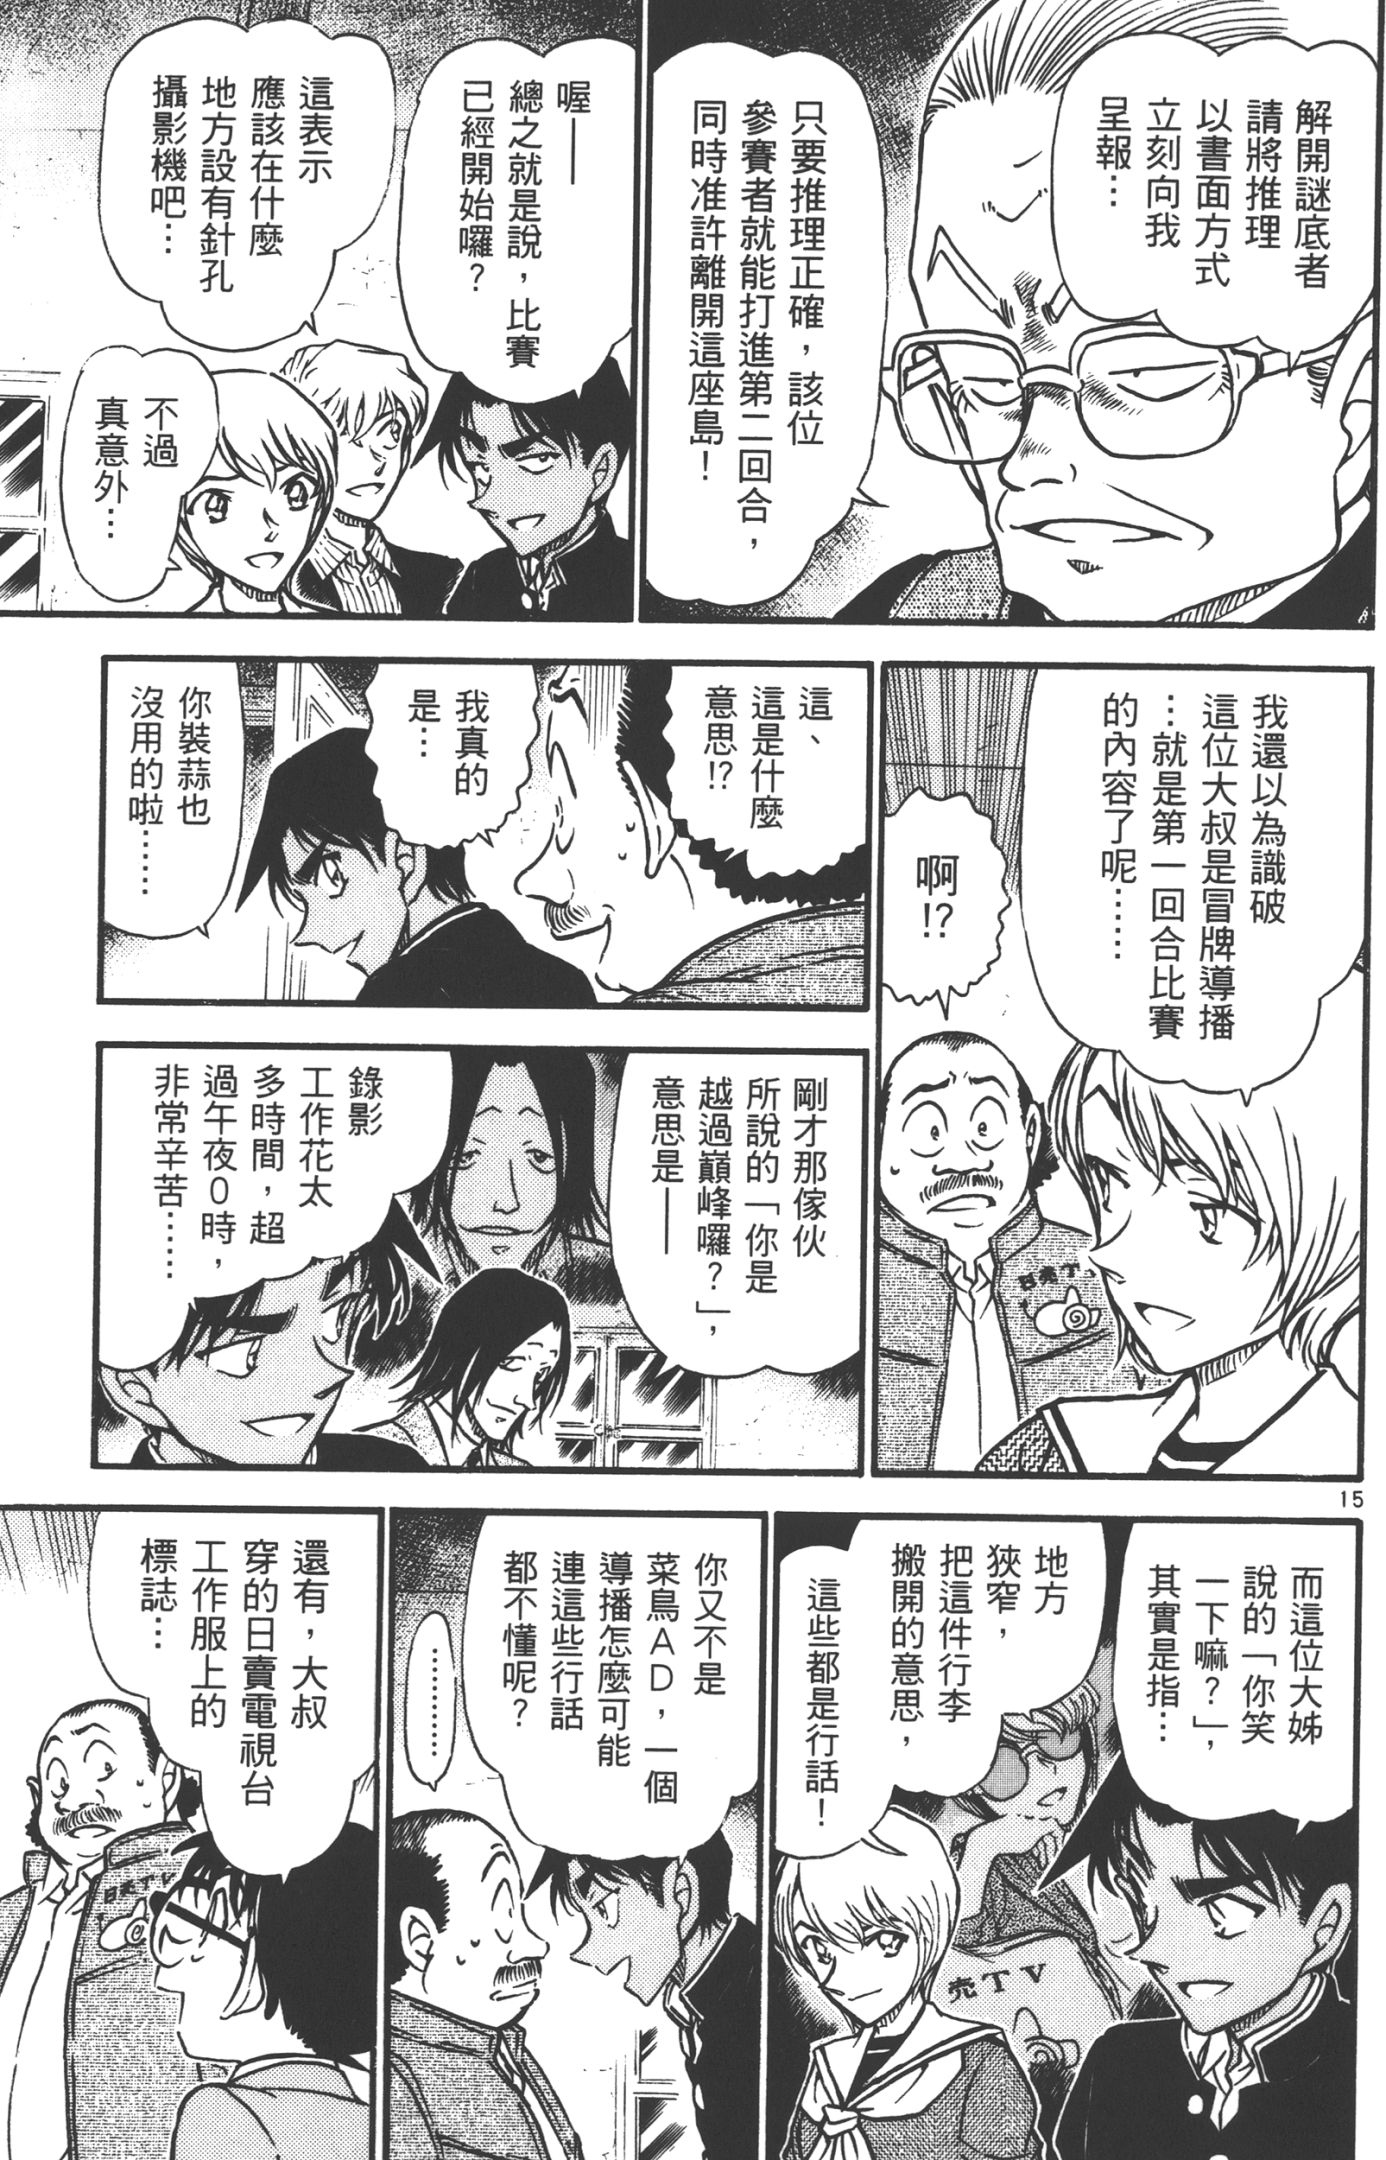 解開謎底者
請將推理
以書面方式
立刻向我
呈報…
只要推理正確，該位
參賽者就能打進第二回合，
同時准許離開這座島！
喔——
總之就是說，比賽
已經開始囉？
這表示
應該在什麼
地方設有針孔
攝影機吧…
不過
真意外…
我還以為識破
這位大叔是冒牌導播
…就是第一回合比賽
的內容了呢……
啊!?
日売TV
這、
這是什麼
意思!?
我真的
是…
你裝蒜也
沒用的啦……
剛才那傢伙
所說的「你是
越過巔峰囉？」，
意思是——
錄影
工作花太
多時間，超
過午夜０時，
非常辛苦……
15
而這位大姊
說的「你笑
一下嘛？」，
其實是指…
地方
狹窄，
把這件行李
搬開的意思，
這些都是行話！
売TV
你又不是
菜鳥ＡＤ，一個
導播怎麼可能
連這些行話
都不懂呢？
………
還有，大叔
穿的日賣電視台
工作服上的
標誌…
日売TV